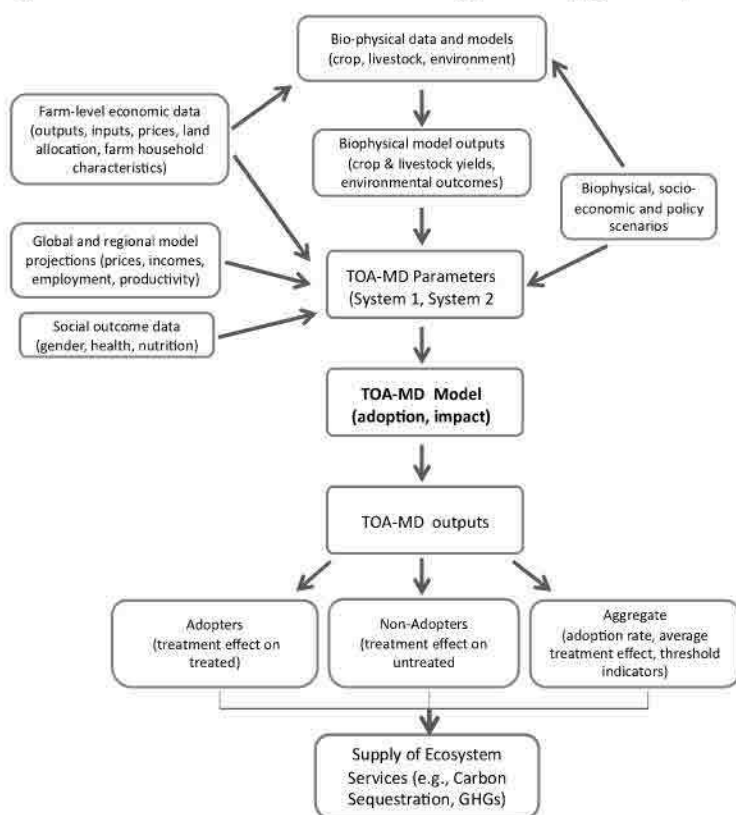 Bio-physical data and models
(crop, livestock, environment)
Farm-level economic data
(outputs, inputs, prices, land
allocation, farm household
characteristics)
Biophysical model outputs
(crop & livestock yields,
environmental outcomes)
Biophysical, socio-
economic and policy
scenarios
Global and regional model
projections (prices, incomes,
employment, productivity)
TOA-MD Parameters
(System 1, System 2
Social outcome data
(gender, health, nutrition)
TOA-MD Model
(adoption, impact)
TOA-MD outputs
Adopters
(treatment effect on
treated)
Non-Adopters
(treatment effect on
untreated
Aggregate
(adoption rate, average
treatment effect, threshold
indicators)
Supply of Ecosystem
Services (e.g., Carbon
Sequestration, GHGs)